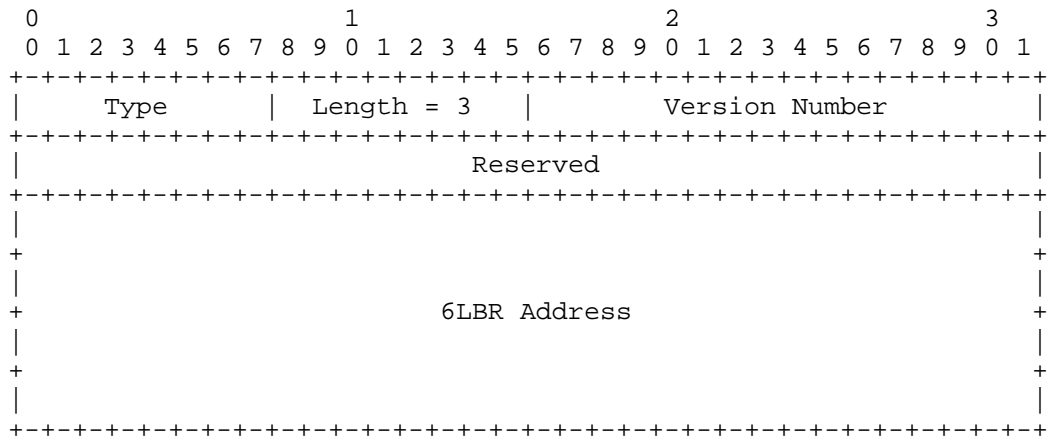 0                   1                   2                   3
0 1 2 3 4 5 6 7 8 9 0 1 2 3 4 5 6 7 8 9 0 1 2 3 4 5 6 7 8 9 0 1
+-+-+-+-+-+-+-+-+-+-+-+-+-+-+-+-+-+-+-+-+-+-+-+-+-+-+-+-+-+-+-+-+
|     Type      |  Length = 3   |        Version Number         |
+-+-+-+-+-+-+-+-+-+-+-+-+-+-+-+-+-+-+-+-+-+-+-+-+-+-+-+-+-+-+-+-+
|                           Reserved                            |
+-+-+-+-+-+-+-+-+-+-+-+-+-+-+-+-+-+-+-+-+-+-+-+-+-+-+-+-+-+-+-+-+
|                                                               |
+                                                               +
|                                                               |
+                          6LBR Address                         +
|                                                               |
+                                                               +
|                                                               |
+-+-+-+-+-+-+-+-+-+-+-+-+-+-+-+-+-+-+-+-+-+-+-+-+-+-+-+-+-+-+-+-+